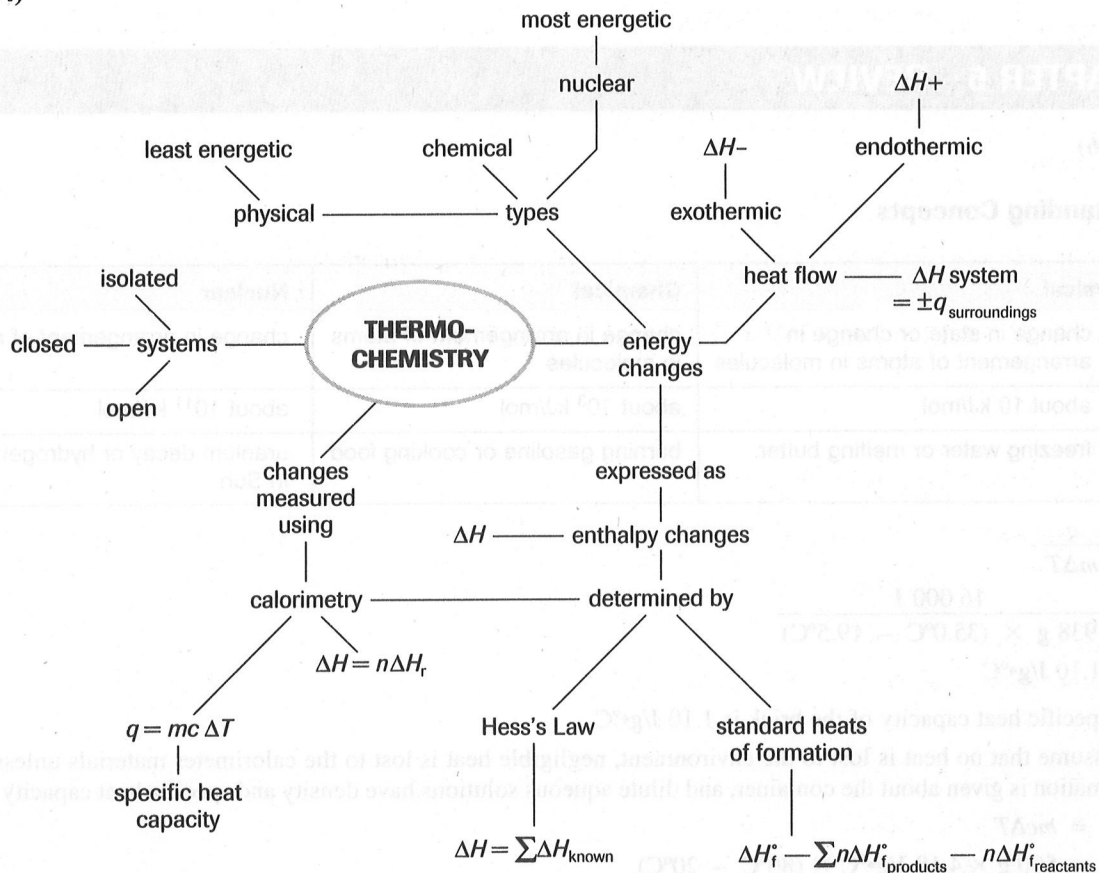 most energetic
nuclear
ΔH+
least energetic
chemical
ΔH–
endothermic
physical
types
exothermic
isolated
heat flow
ΔH system
= ±q surroundings
closed
systems
THERMO-
CHEMISTRY
energy
changes
open
changes
measured
using
expressed as
ΔH
enthalpy changes
calorimetry
determined by
ΔH = nΔHr
q = mc ΔT
Hess's Law
standard heats
of formation
specific heat
capacity
ΔH = ΣΔHknown
ΔH°f — ΣnΔH°f products — nΔH°f reactants